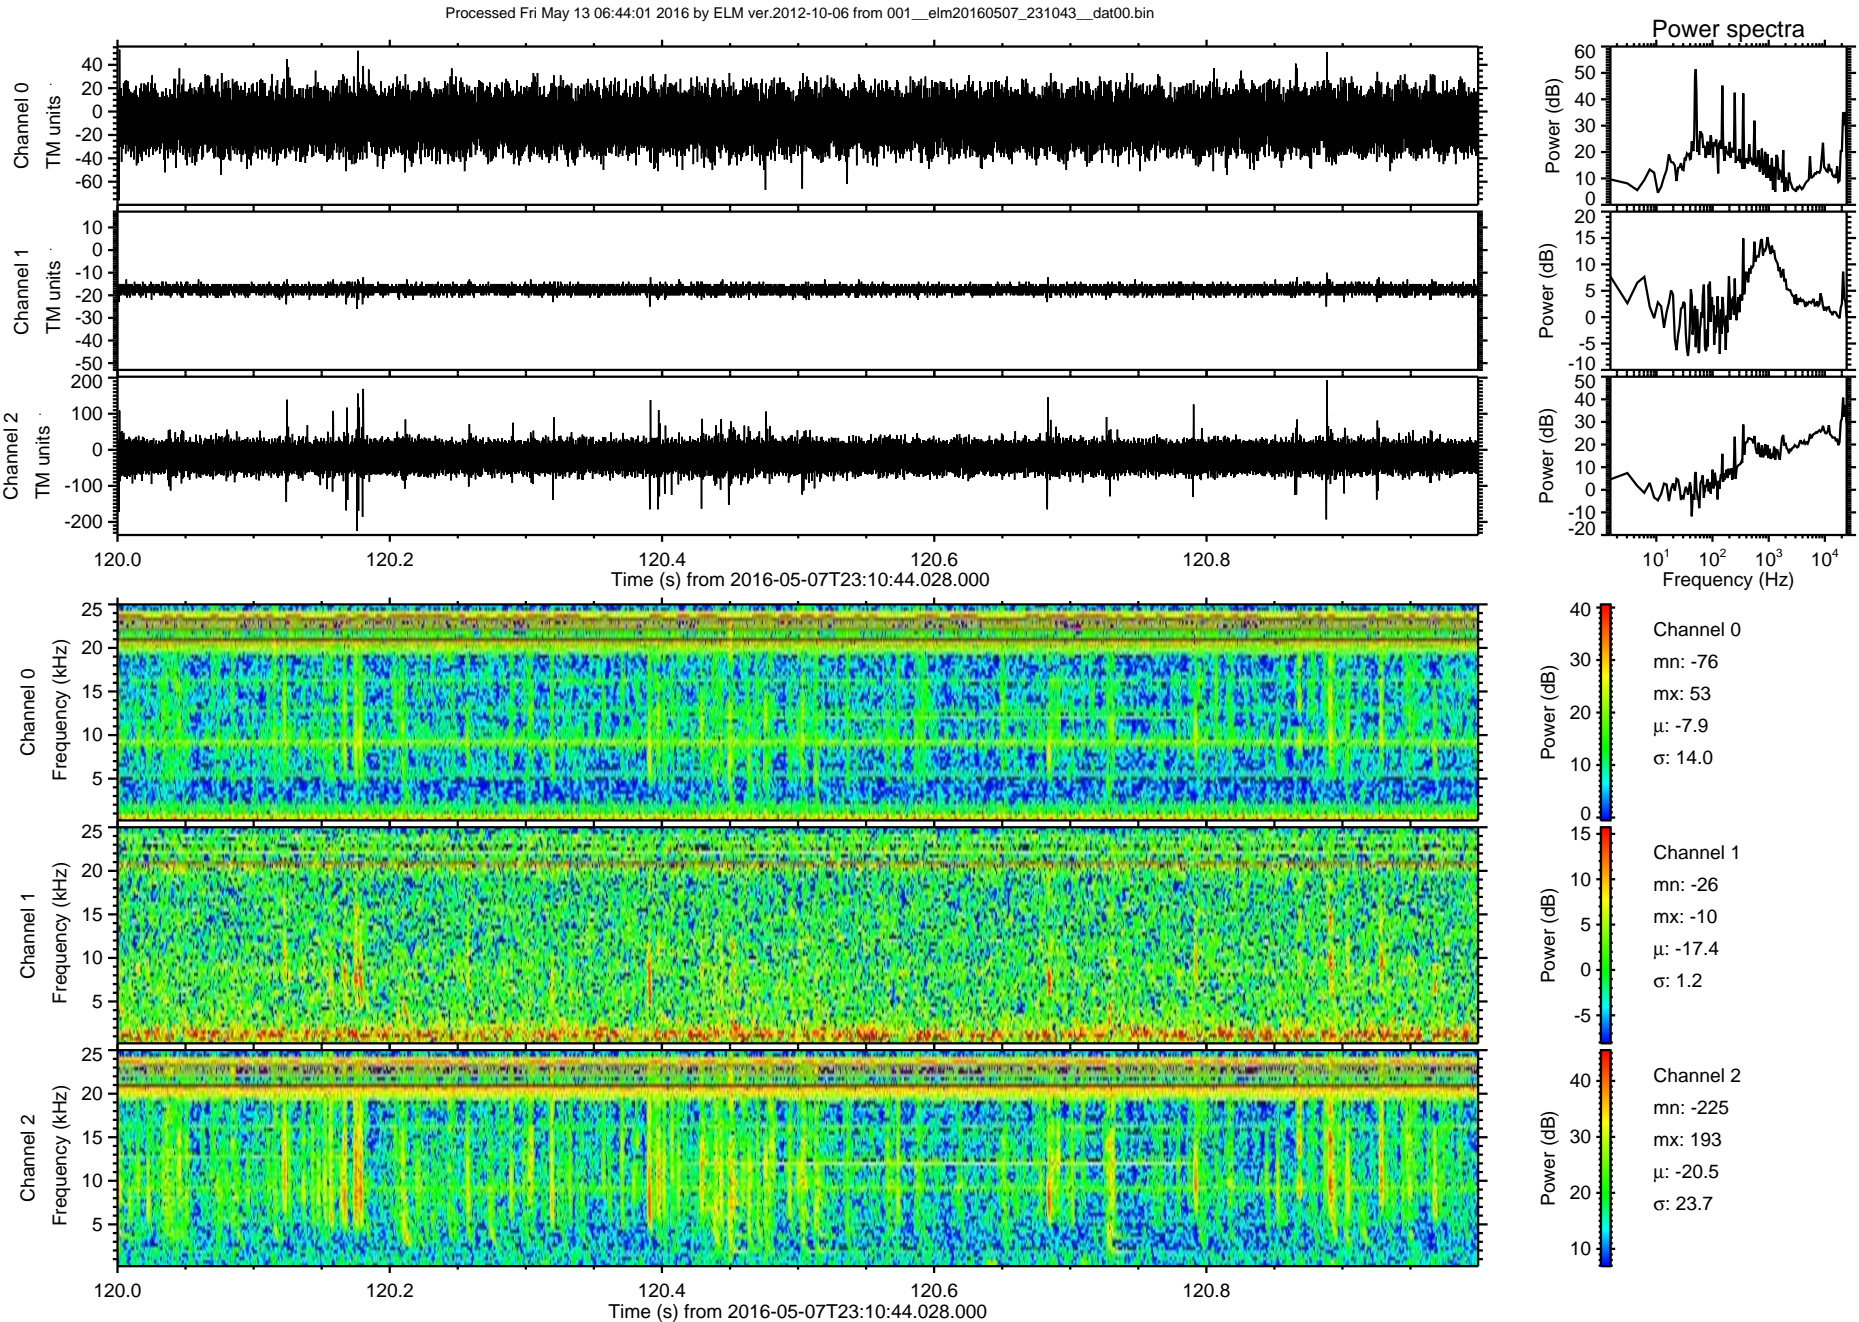 Processed Fri May 13 06:44:01 2016 by ELM ver.2012-10-06 from 001__elm20160507_231043__dat00.bin
Power spectra
Channel 0
TM units
40
20
0
-20
-40
-60
Power (dB)
60
50
40
30
20
10
0
Channel 1
TM units
10
0
-10
-20
-30
-40
-50
Power (dB)
20
15
10
5
0
-5
-10
Channel 2
TM units
200
100
0
-100
-200
Power (dB)
50
40
30
20
10
0
-10
-20
120.0 120.2 120.4 120.6 120.8
Time (s) from 2016-05-07T23:10:44.028.000
10¹ 10² 10³ 10⁴
Frequency (Hz)
Channel 0
Frequency (kHz)
25
20
15
10
5
Power (dB)
40
30
20
10
0
Channel 0
mn: -76
mx: 53
μ: -7.9
σ: 14.0
Channel 1
Frequency (kHz)
25
20
15
10
5
Power (dB)
15
10
5
0
-5
Channel 1
mn: -26
mx: -10
μ: -17.4
σ: 1.2
Channel 2
Frequency (kHz)
25
20
15
10
5
Power (dB)
40
30
20
10
Channel 2
mn: -225
mx: 193
μ: -20.5
σ: 23.7
120.0 120.2 120.4 120.6 120.8
Time (s) from 2016-05-07T23:10:44.028.000